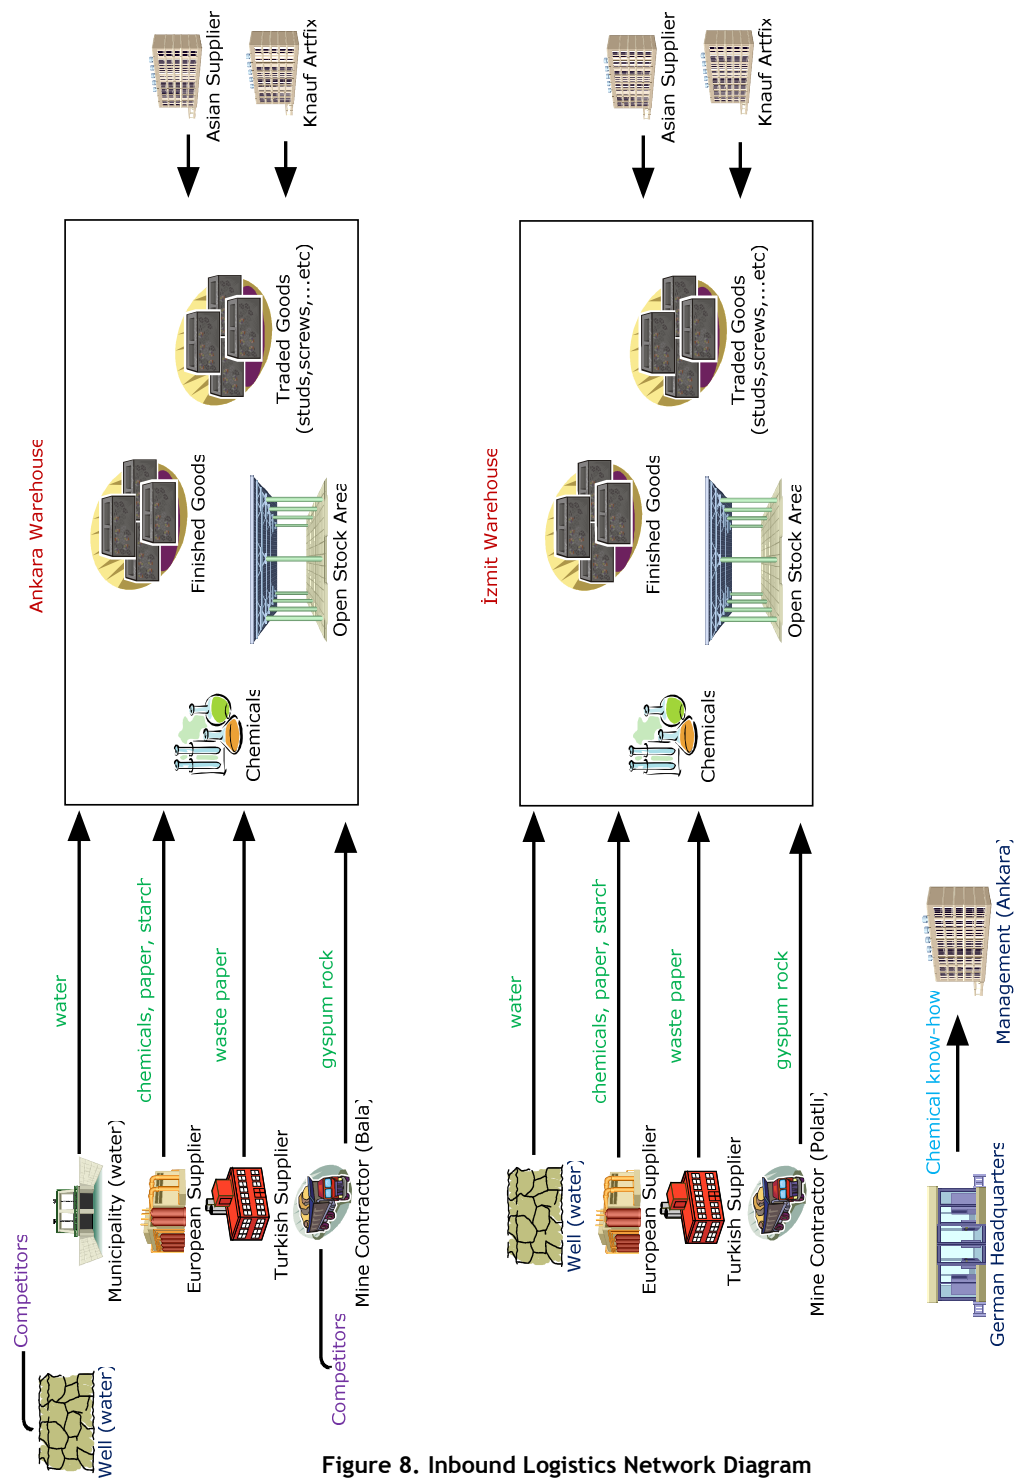 Competitors
Well (water)
Municipality (water)
water
European Supplier
chemicals, paper, starch
Turkish Supplier
waste paper
Competitors
Mine Contractor (Bala)
gyspum rock
Ankara Warehouse
Chemicals
Finished Goods
Open Stock Area
Traded Goods
(studs,screws,...etc)
Asian Supplier
Knauf Artfix
Well (water)
water
European Supplier
chemicals, paper, starch
Turkish Supplier
waste paper
Mine Contractor (Polatlı)
gyspum rock
İzmit Warehouse
Chemicals
Finished Goods
Open Stock Area
Traded Goods
(studs,screws,...etc)
Asian Supplier
Knauf Artfix
German Headquarters
Chemical know-how
Management (Ankara)
Figure 8. Inbound Logistics Network Diagram